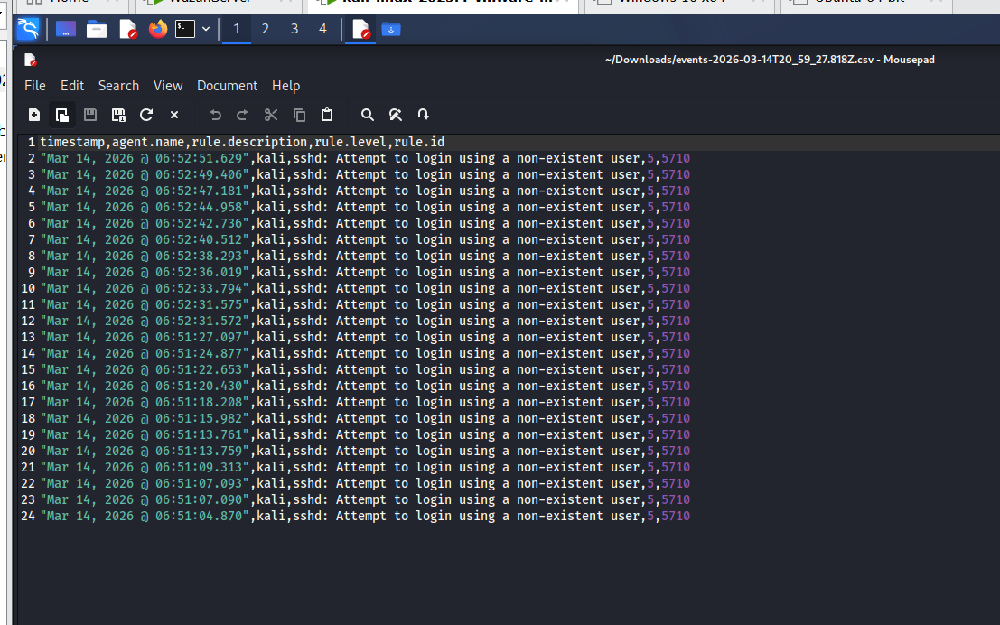 Home
WazuhServer
kali-linux-2025.4-vmware-
Windows 10 x64
Ubuntu 64-bit
1 2 3 4
~/Downloads/events-2026-03-14T20_59_27.818Z.csv - Mousepad
File Edit Search View Document Help
1 timestamp,agent.name,rule.description,rule.level,rule.id
2 "Mar 14, 2026 @ 06:52:51.629",kali,sshd: Attempt to login using a non-existent user,5,5710
3 "Mar 14, 2026 @ 06:52:49.406",kali,sshd: Attempt to login using a non-existent user,5,5710
4 "Mar 14, 2026 @ 06:52:47.181",kali,sshd: Attempt to login using a non-existent user,5,5710
5 "Mar 14, 2026 @ 06:52:44.958",kali,sshd: Attempt to login using a non-existent user,5,5710
6 "Mar 14, 2026 @ 06:52:42.736",kali,sshd: Attempt to login using a non-existent user,5,5710
7 "Mar 14, 2026 @ 06:52:40.512",kali,sshd: Attempt to login using a non-existent user,5,5710
8 "Mar 14, 2026 @ 06:52:38.293",kali,sshd: Attempt to login using a non-existent user,5,5710
9 "Mar 14, 2026 @ 06:52:36.019",kali,sshd: Attempt to login using a non-existent user,5,5710
10 "Mar 14, 2026 @ 06:52:33.794",kali,sshd: Attempt to login using a non-existent user,5,5710
11 "Mar 14, 2026 @ 06:52:31.575",kali,sshd: Attempt to login using a non-existent user,5,5710
12 "Mar 14, 2026 @ 06:52:31.572",kali,sshd: Attempt to login using a non-existent user,5,5710
13 "Mar 14, 2026 @ 06:51:27.097",kali,sshd: Attempt to login using a non-existent user,5,5710
14 "Mar 14, 2026 @ 06:51:24.877",kali,sshd: Attempt to login using a non-existent user,5,5710
15 "Mar 14, 2026 @ 06:51:22.653",kali,sshd: Attempt to login using a non-existent user,5,5710
16 "Mar 14, 2026 @ 06:51:20.430",kali,sshd: Attempt to login using a non-existent user,5,5710
17 "Mar 14, 2026 @ 06:51:18.208",kali,sshd: Attempt to login using a non-existent user,5,5710
18 "Mar 14, 2026 @ 06:51:15.982",kali,sshd: Attempt to login using a non-existent user,5,5710
19 "Mar 14, 2026 @ 06:51:13.761",kali,sshd: Attempt to login using a non-existent user,5,5710
20 "Mar 14, 2026 @ 06:51:13.759",kali,sshd: Attempt to login using a non-existent user,5,5710
21 "Mar 14, 2026 @ 06:51:09.313",kali,sshd: Attempt to login using a non-existent user,5,5710
22 "Mar 14, 2026 @ 06:51:07.093",kali,sshd: Attempt to login using a non-existent user,5,5710
23 "Mar 14, 2026 @ 06:51:07.090",kali,sshd: Attempt to login using a non-existent user,5,5710
24 "Mar 14, 2026 @ 06:51:04.870",kali,sshd: Attempt to login using a non-existent user,5,5710